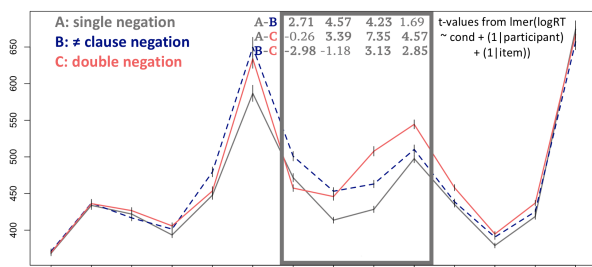 A: single negation
B: ≠ clause negation
C: double negation
A-B 2.71 4.57 4.23 1.69
A-C -0.26 3.39 7.35 4.57
B-C -2.98 -1.18 3.13 2.85
t-values from lmer(logRT
~ cond + (1|participant)
+ (1|item))
650
600
550
500
450
400